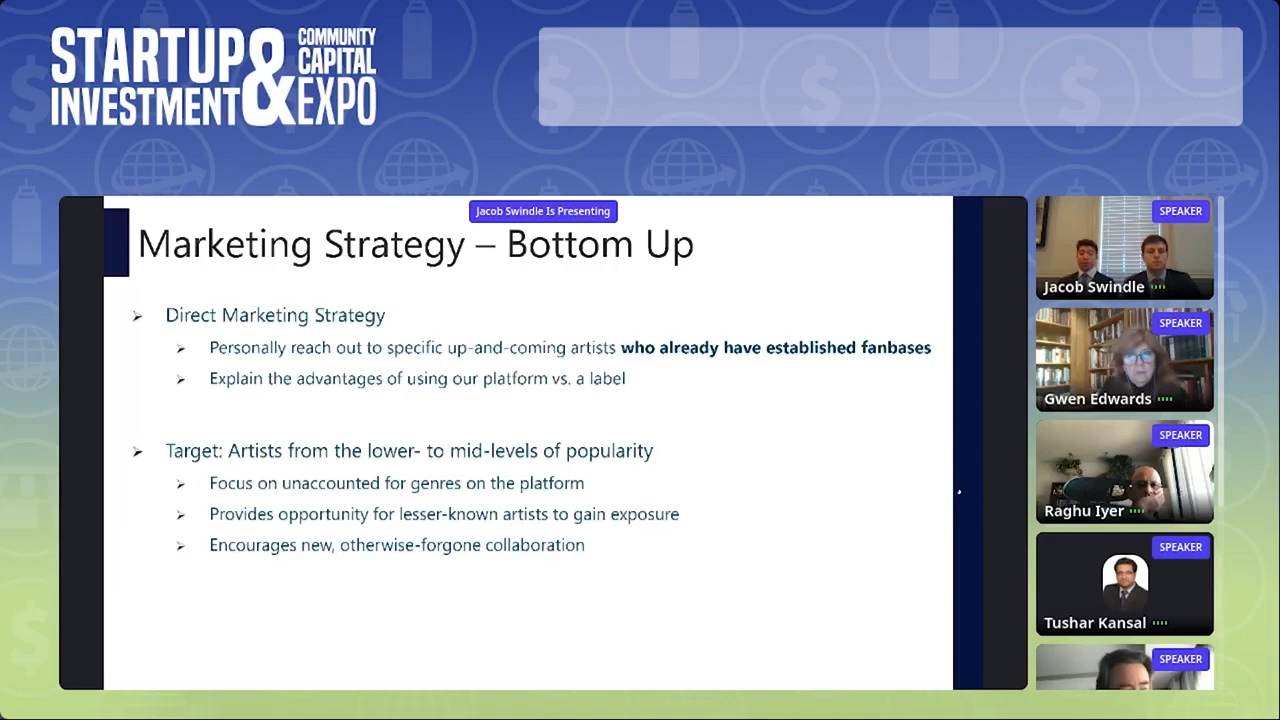 STARTUP & COMMUNITY
CAPITAL
INVESTMENT EXPO
Jacob Swindle Is Presenting
Marketing Strategy – Bottom Up
Direct Marketing Strategy
Personally reach out to specific up-and-coming artists who already have established fanbases
Explain the advantages of using our platform vs. a label
Target: Artists from the lower- to mid-levels of popularity
Focus on unaccounted for genres on the platform
Provides opportunity for lesser-known artists to gain exposure
Encourages new, otherwise-forgone collaboration
SPEAKER
Jacob Swindle
SPEAKER
Gwen Edwards
SPEAKER
Raghu Iyer
SPEAKER
Tushar Kansal
SPEAKER